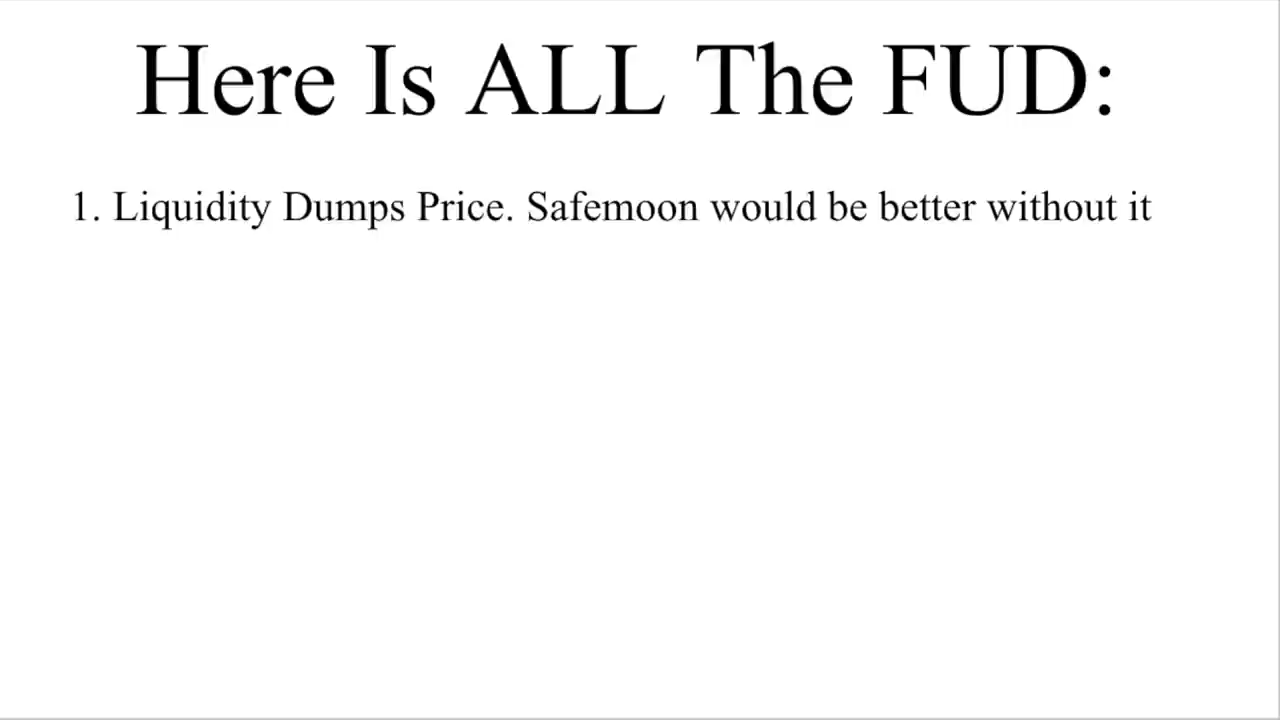 Here Is ALL The FUD:
1. Liquidity Dumps Price. Safemoon would be better without it